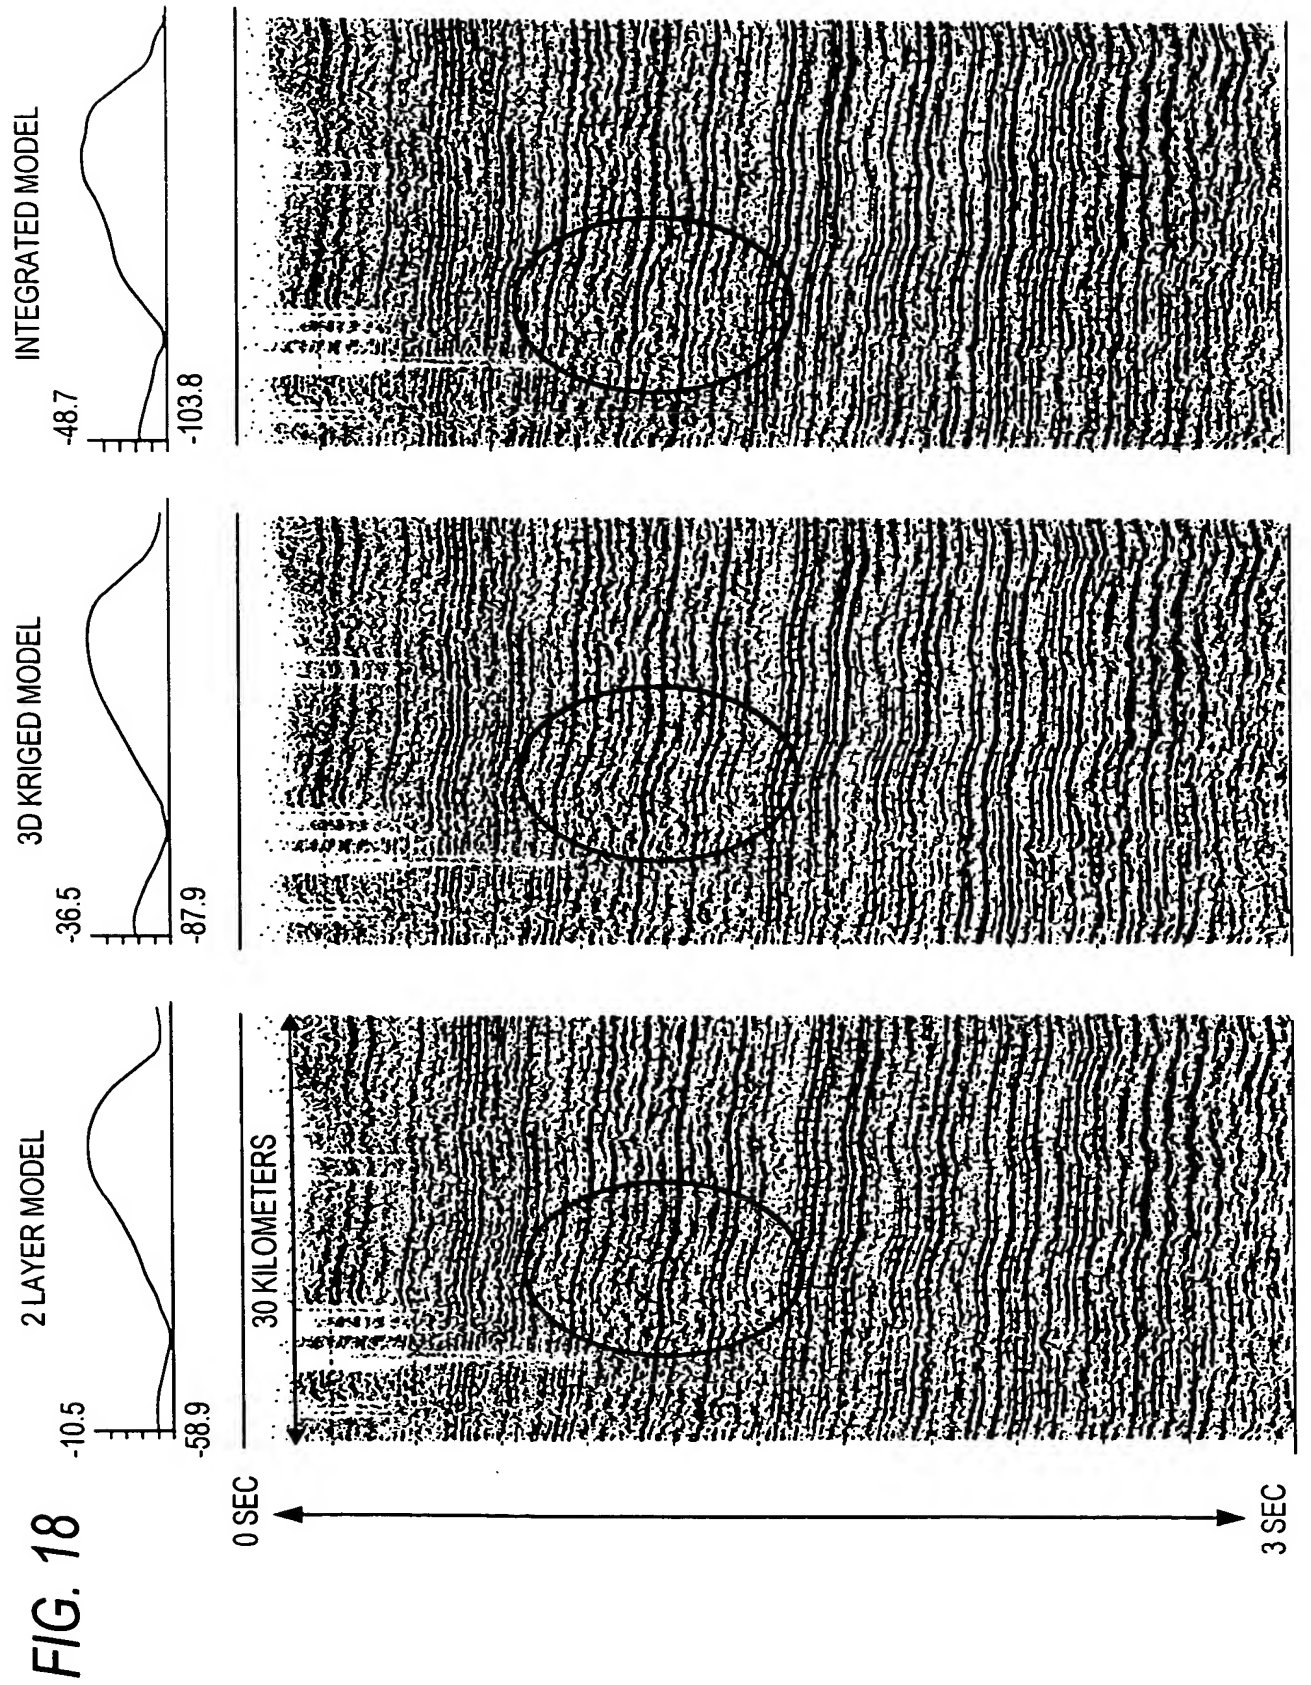 FIG. 18
2 LAYER MODEL
-10.5
-58.9
30 KILOMETERS
0 SEC
3 SEC
3D KRIGED MODEL
-36.5
-87.9
INTEGRATED MODEL
-48.7
-103.8